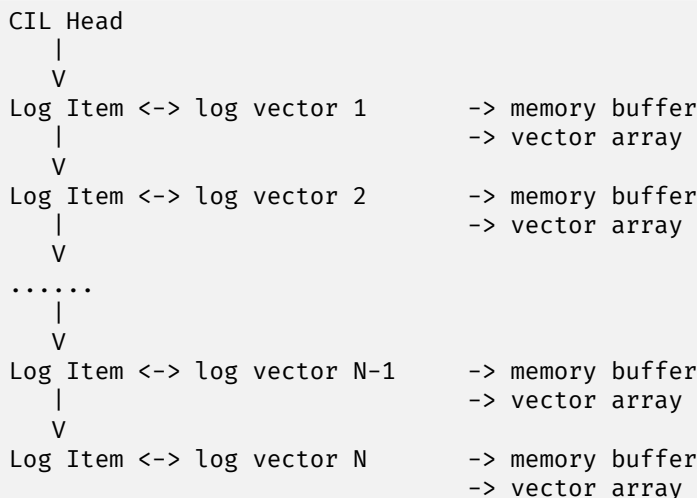 CIL Head
   |
   V
Log Item <-> log vector 1       -> memory buffer
   |                            -> vector array
   V
Log Item <-> log vector 2       -> memory buffer
   |                            -> vector array
   V
......
   |
   V
Log Item <-> log vector N-1     -> memory buffer
   |                            -> vector array
   V
Log Item <-> log vector N       -> memory buffer
                                -> vector array